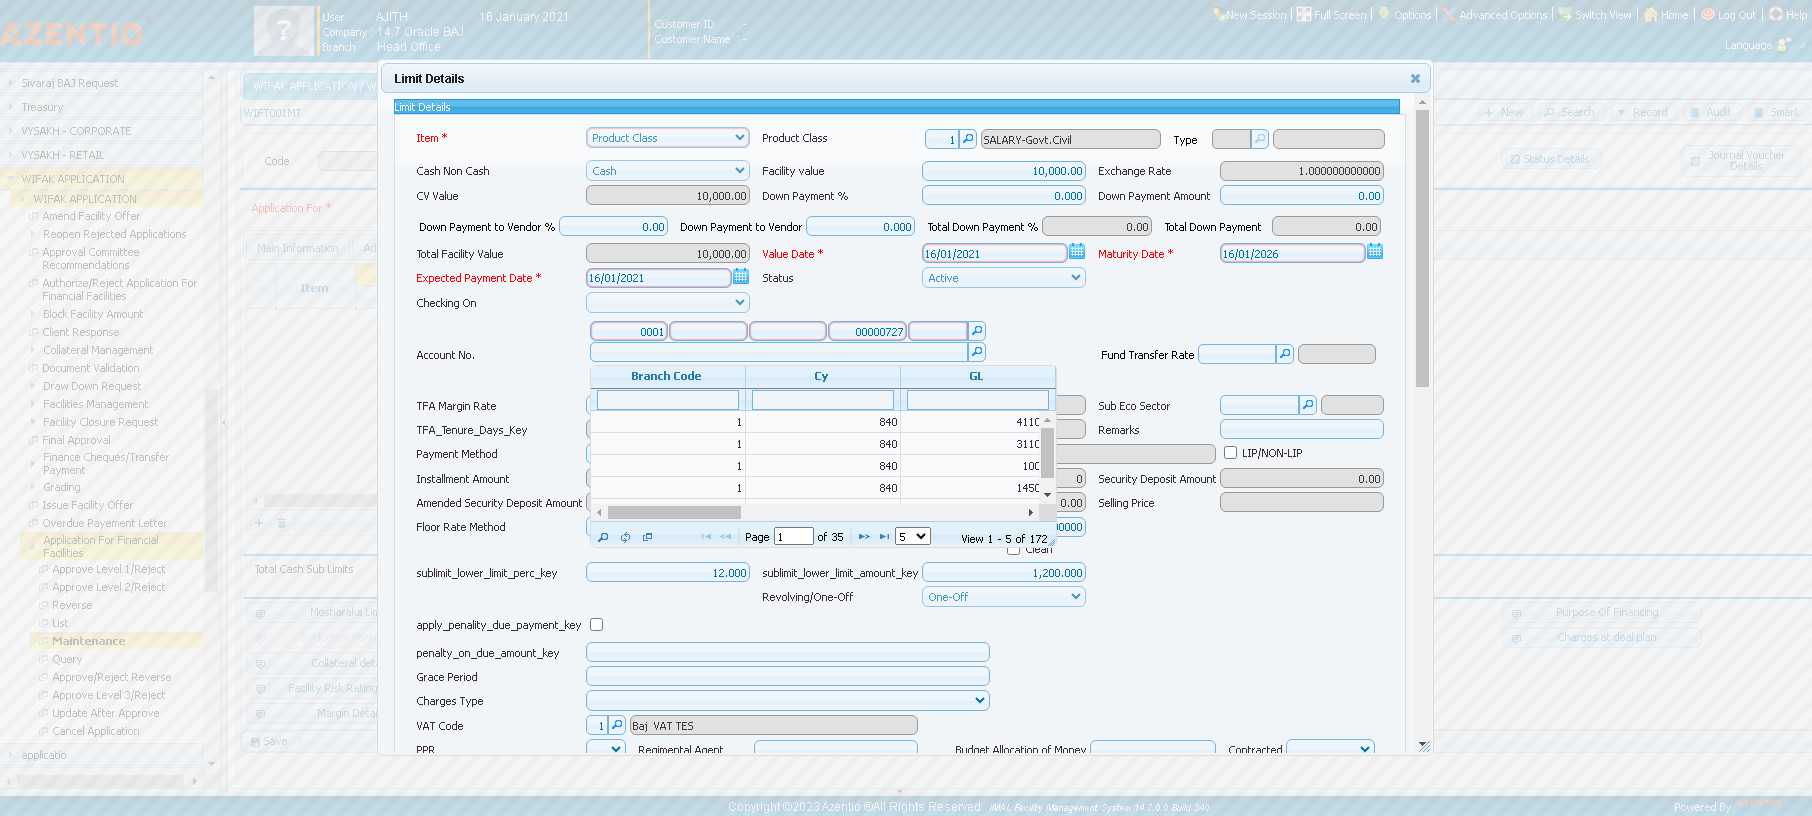 AZENTIO
User : AJITH 16 January 2021
Company : 14.7 Oracle BAJ
Branch : Head Office
Customer ID : -
Customer Name : -
New Session Full Screen Options Advanced Options Switch View Home Log Out Help
Language
Sivaraj BAJ Request
Treasury
VYSAKH - CORPORATE
VYSAKH - RETAIL
WIFAK APPLICATION
WIFAK APPLICATION
Amend Facility Offer
Reopen Rejected Applications
Approval Committee
Recommendations
Authorize/Reject Application For
Financial Facilities
Block Facility Amount
Client Response
Collateral Management
Document Validation
Draw Down Request
Facilities Management
Facility Closure Request
Final Approval
Finance Cheques/Transfer
Payment
Grading
Issue Facility Offer
Overdue Payement Letter
Application For Financial
Facilities
Approve Level 1/Reject
Approve Level 2/Reject
Reverse
List
Maintenance
Query
Approve/Reject Reverse
Approve Level 3/Reject
Update After Approve
Cancel Application
applicatio
WIFAK APPLICATION / W
WIFT001MT
New Search Record Audit Smart
Code
Status Details
Journal Voucher
Details
Application For *
Main Information Ad
Item
Total Cash Sub Limits
Mosharaka Lim
Collateral deta
Facility Risk Rating
Margin Detai
Save
Purpose Of Financing
Charges at deal plan
Limit Details
Limit Details
Item * Product Class Product Class 1 SALARY-Govt.Civil Type
Cash Non Cash Cash Facility value 10,000.00 Exchange Rate 1.000000000000
CV Value 10,000.00 Down Payment % 0.000 Down Payment Amount 0.00
Down Payment to Vendor % 0.00 Down Payment to Vendor 0.000 Total Down Payment % 0.00 Total Down Payment 0.00
Total Facility Value 10,000.00 Value Date * 16/01/2021 Maturity Date * 16/01/2026
Expected Payment Date * 16/01/2021 Status Active
Checking On
0001 00000727
Account No. Fund Transfer Rate
Branch Code Cy GL
1 840 4110
1 840 3110
1 840 100
1 840 1450
Page 1 of 35 5 View 1 - 5 of 172
TFA Margin Rate Sub Eco Sector
TFA_Tenure_Days_Key Remarks
Payment Method LIP/NON-LIP
Installment Amount 0 Security Deposit Amount 0.00
Amended Security Deposit Amount 0.00 Selling Price
Floor Rate Method 00000
Clean
sublimit_lower_limit_perc_key 12.000 sublimit_lower_limit_amount_key 1,200.000
Revolving/One-Off One-Off
apply_penality_due_payment_key
penalty_on_due_amount_key
Grace Period
Charges Type
VAT Code 1 Baj VAT TES
PPR Regimental Agent Budget Allocation of Money Contracted
Copyright ©2023 Azentio ®All Rights Reserved IMAL Facility Management System 14.7.0.0 Build 340
Powered By AZENTIO